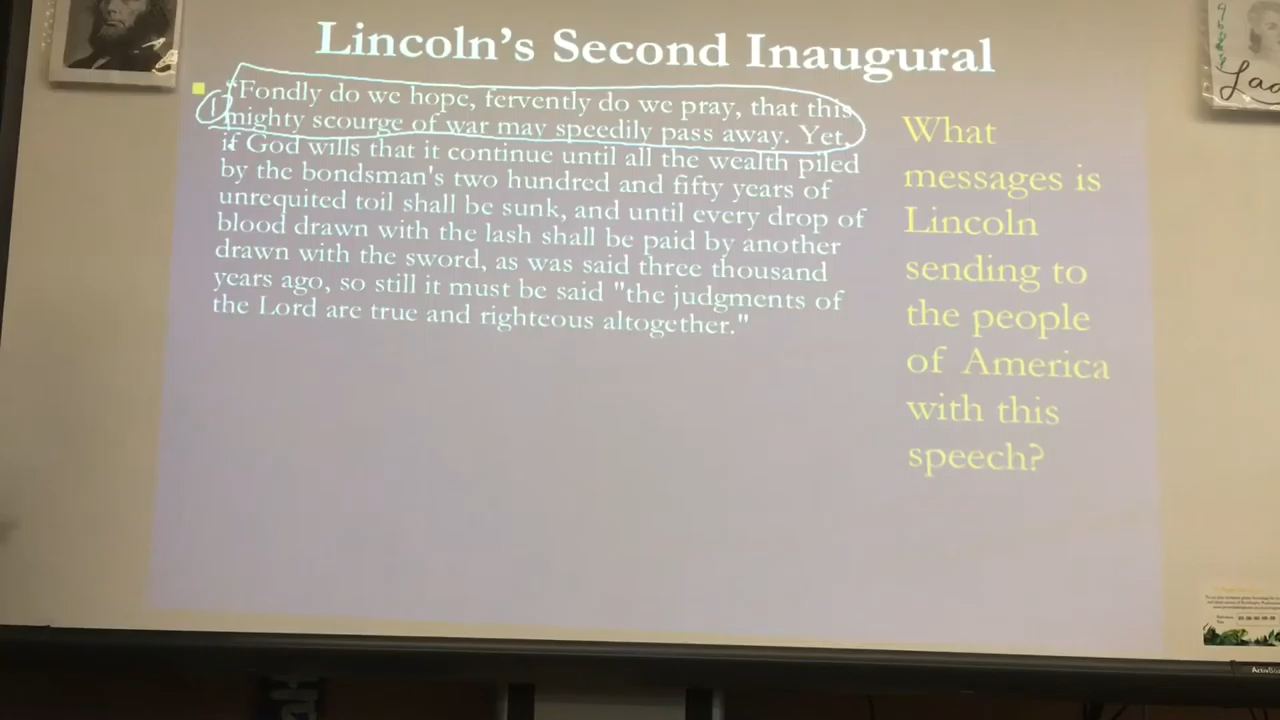 Lincoln's Second Inaugural
"Fondly do we hope, fervently do we pray, that this
mighty scourge of war may speedily pass away. Yet,
if God wills that it continue until all the wealth piled
by the bondsman's two hundred and fifty years of
unrequited toil shall be sunk, and until every drop of
blood drawn with the lash shall be paid by another
drawn with the sword, as was said three thousand
years ago, so still it must be said "the judgments of
the Lord are true and righteous altogether."
1
What
messages is
Lincoln
sending to
the people
of America
with this
speech?